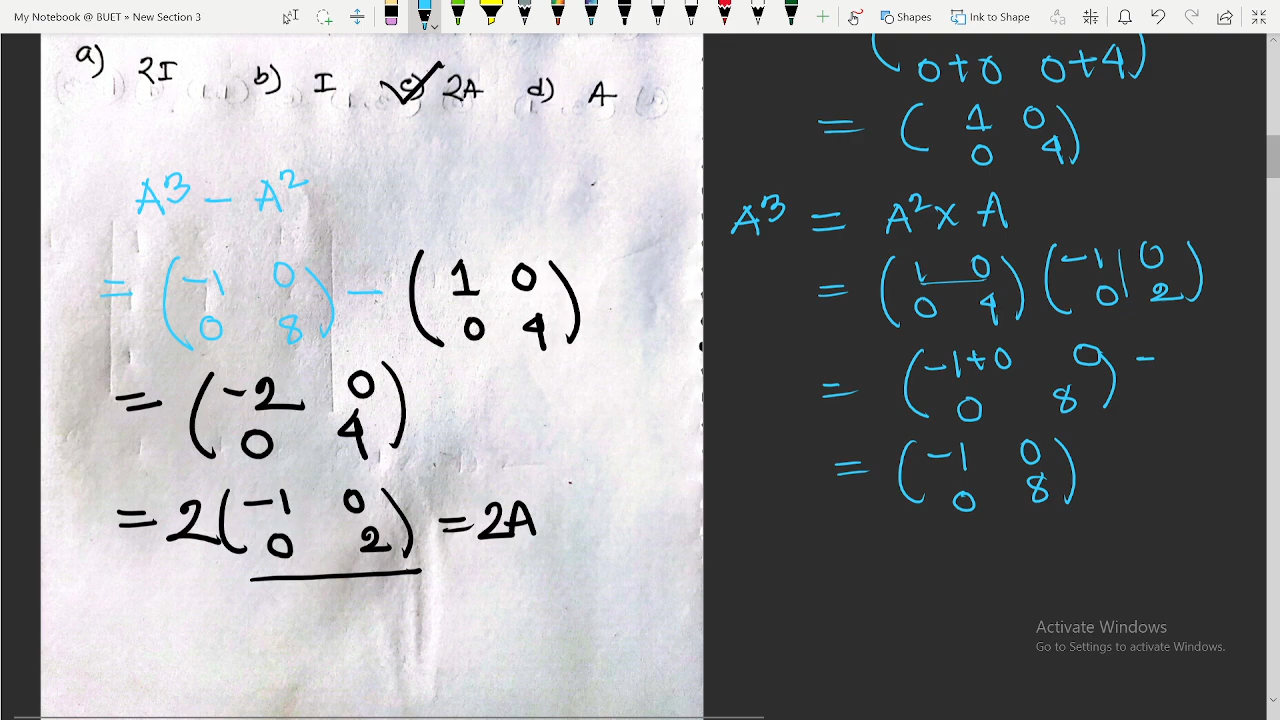 My Notebook @ BUET • New Section 3
Shapes
Ink to Shape
a) 2I b) I c) 2A d) A
A³ - A²
= (-1 0
0 8) - (1 0
0 4)
= (-2 0
0 4)
= 2(-1 0
0 2) = 2A
(0+0 0+4)
= (1 0
0 4)
A³ = A² × A
= (1 0
0 4) (-1 0
0 2)
= (-1+0 0
0 8) -
= (-1 0
0 8)
Activate Windows
Go to Settings to activate Windows.